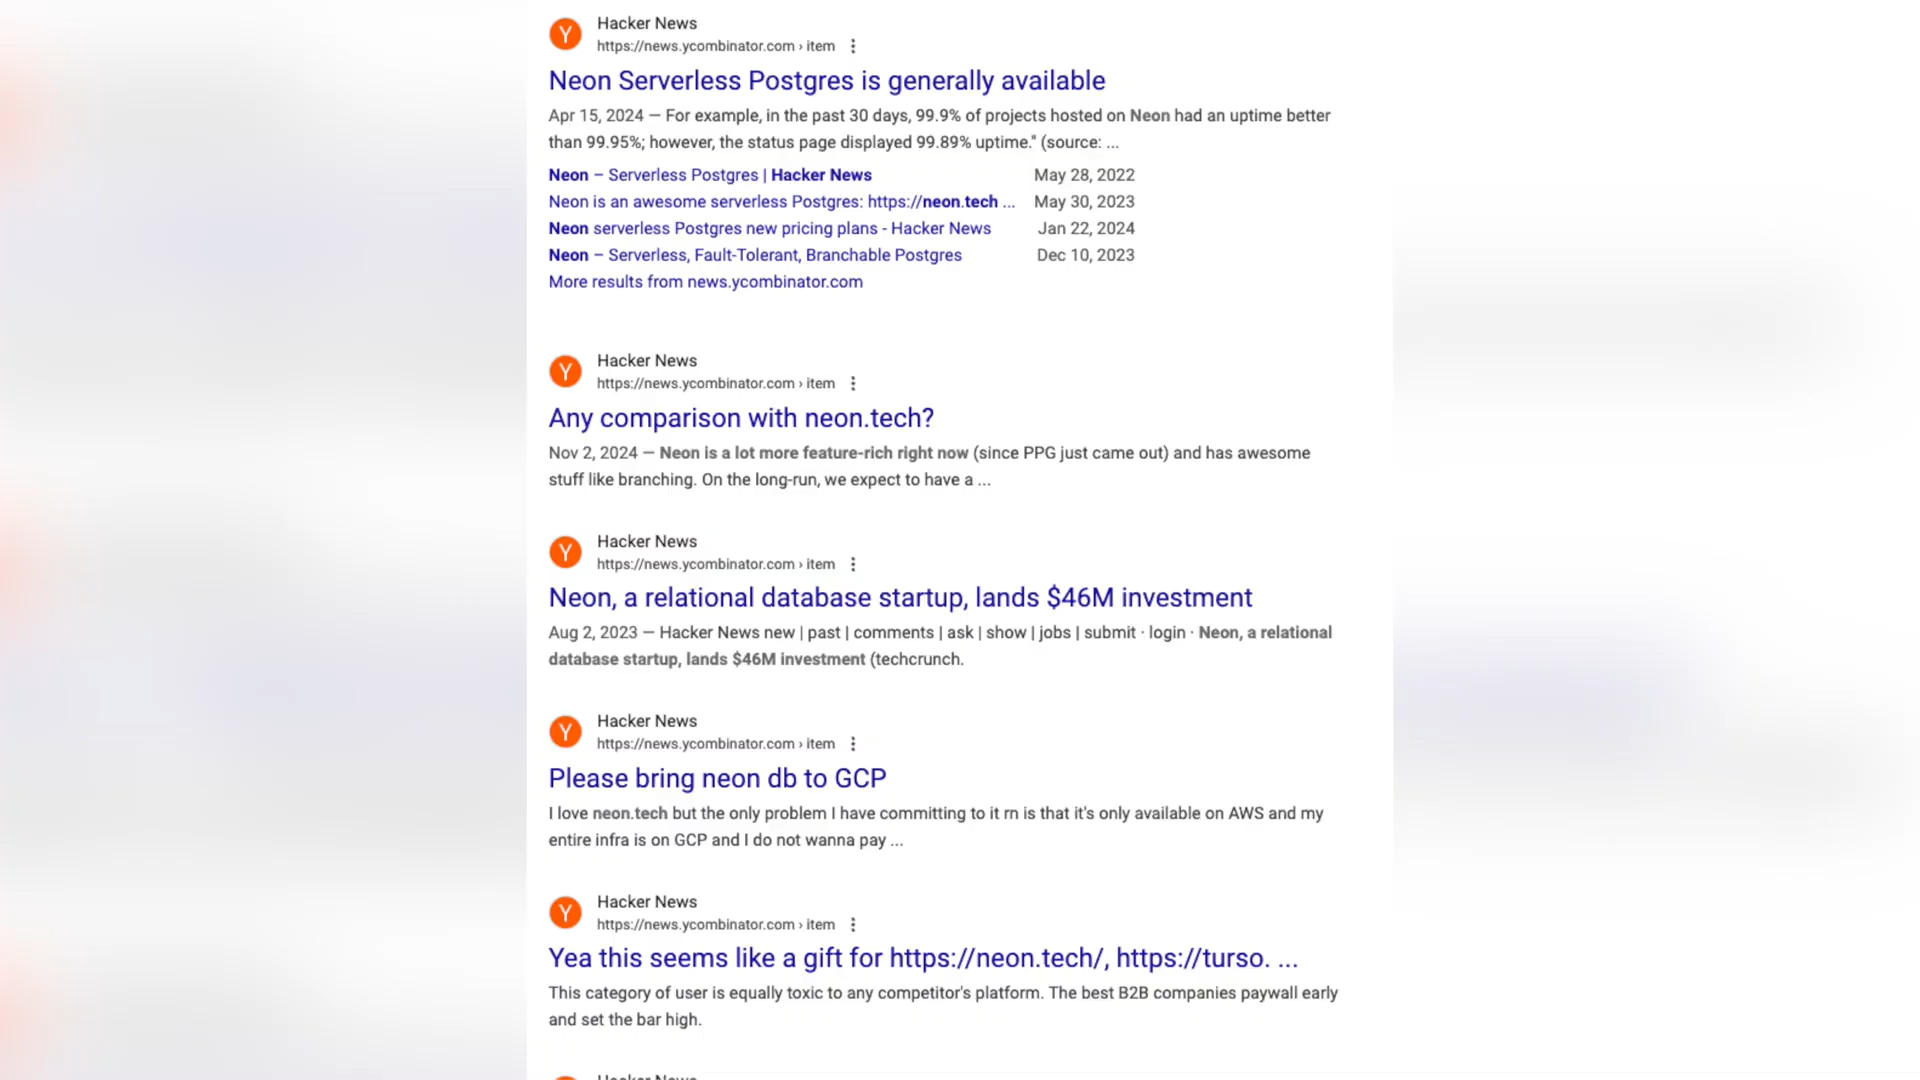 Hacker News
https://news.ycombinator.com › item
Neon Serverless Postgres is generally available
Apr 15, 2024 — For example, in the past 30 days, 99.9% of projects hosted on Neon had an uptime better
than 99.95%; however, the status page displayed 99.89% uptime." (source: ...
Neon – Serverless Postgres | Hacker News May 28, 2022
Neon is an awesome serverless Postgres: https://neon.tech ... May 30, 2023
Neon serverless Postgres new pricing plans - Hacker News Jan 22, 2024
Neon – Serverless, Fault-Tolerant, Branchable Postgres Dec 10, 2023
More results from news.ycombinator.com
Y
Hacker News
https://news.ycombinator.com › item
Any comparison with neon.tech?
Nov 2, 2024 — Neon is a lot more feature-rich right now (since PPG just came out) and has awesome
stuff like branching. On the long-run, we expect to have a ...
Y
Hacker News
https://news.ycombinator.com › item
Neon, a relational database startup, lands $46M investment
Aug 2, 2023 — Hacker News new | past | comments | ask | show | jobs | submit · login · Neon, a relational
database startup, lands $46M investment (techcrunch.
Y
Hacker News
https://news.ycombinator.com › item
Please bring neon db to GCP
I love neon.tech but the only problem I have committing to it rn is that it's only available on AWS and my
entire infra is on GCP and I do not wanna pay ...
Y
Hacker News
https://news.ycombinator.com › item
Yea this seems like a gift for https://neon.tech/, https://turso. ...
This category of user is equally toxic to any competitor's platform. The best B2B companies paywall early
and set the bar high.
Hacker News